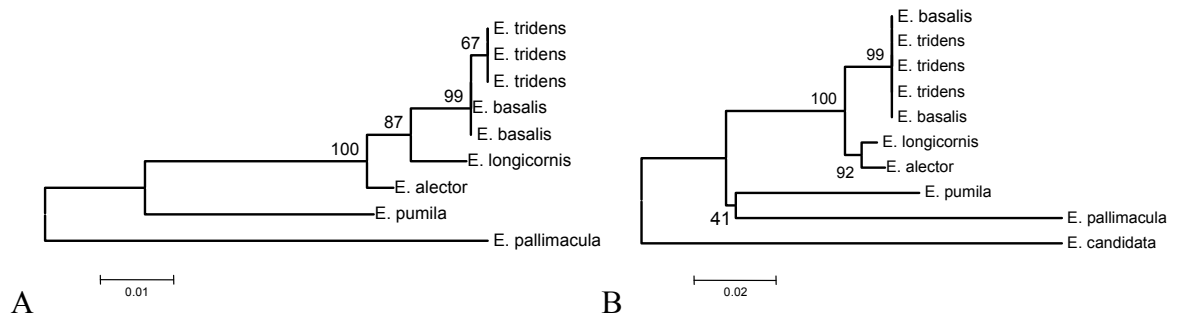 E. tridens
67
E. tridens
E. tridens
99
E. basalis
87
E. basalis
100
E. longicornis
E. alector
E. pumila
E. pallimacula
0.01
A
E. basalis
E. tridens
99
E. tridens
E. tridens
100
E. basalis
E. longicornis
92
E. alector
E. pumila
41
E. pallimacula
E. candidata
0.02
B